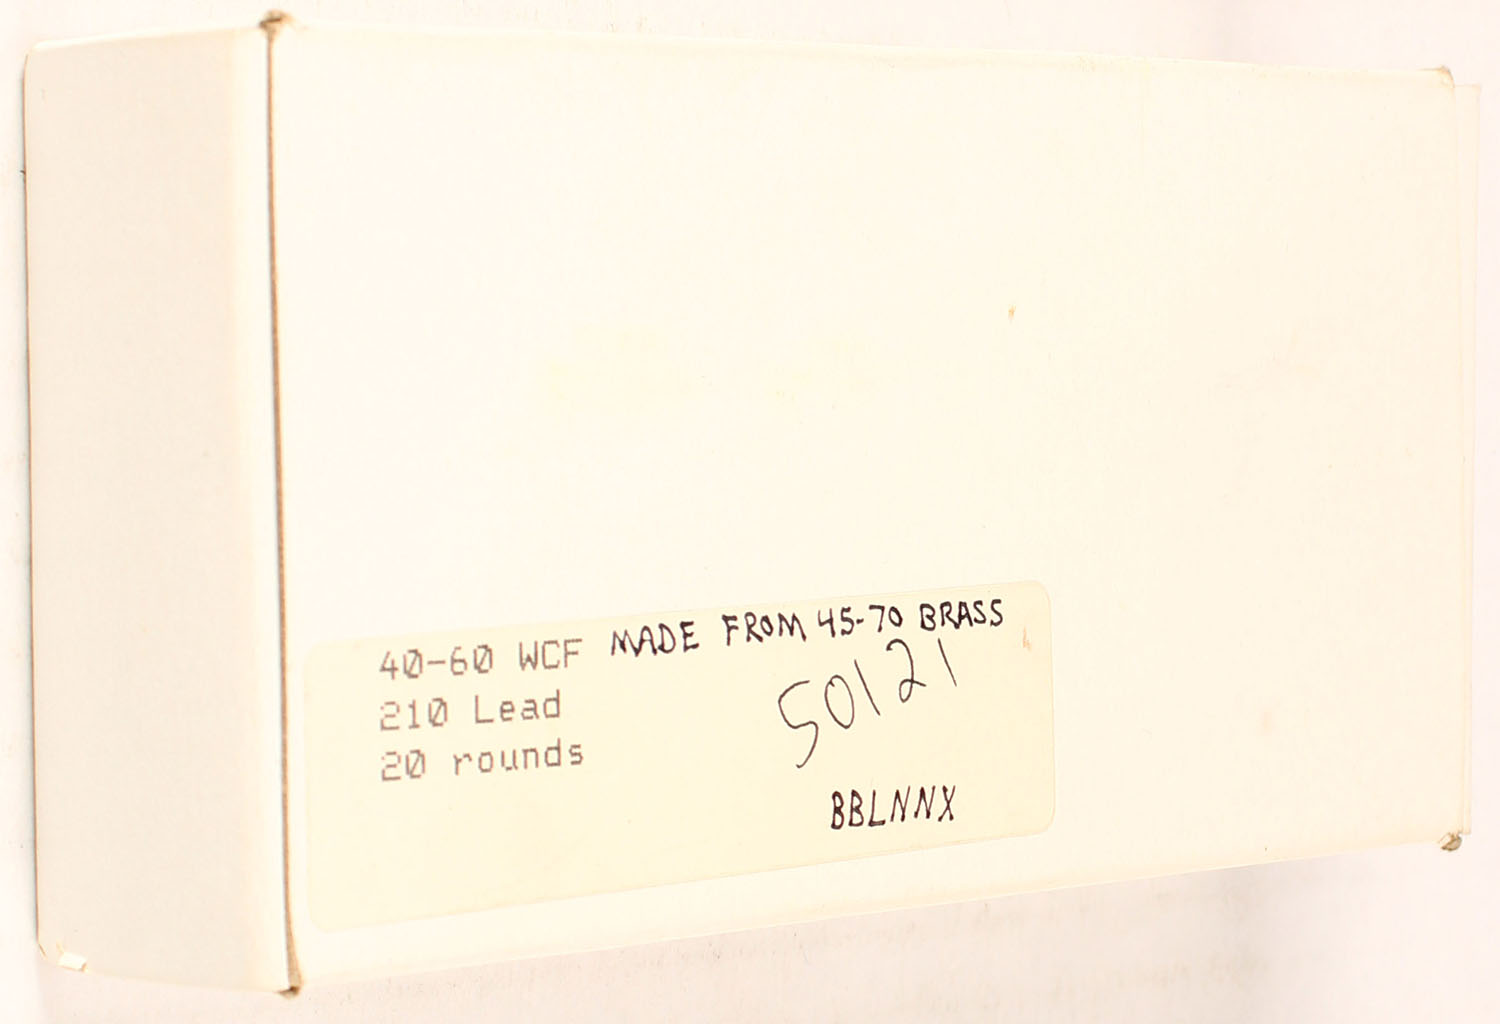 40-60 WCF MADE FROM 45-70 BRASS
210 Lead
50121
20 rounds
BBLNNX